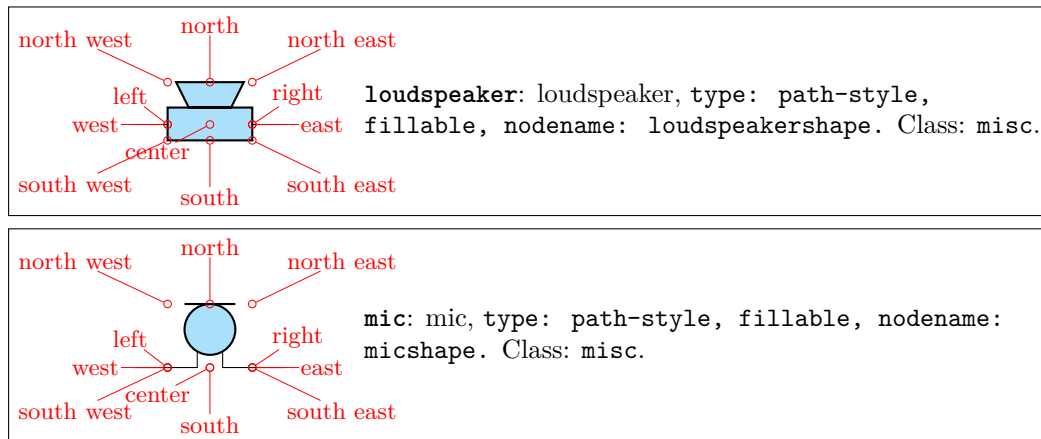 north
north west
north east
left
right
west
east
center
south west
south east
south
loudspeaker: loudspeaker, type: path-style,
fillable, nodename: loudspeakershape. Class: misc.
north
north west
north east
left
right
west
east
center
south west
south east
south
mic: mic, type: path-style, fillable, nodename:
micshape. Class: misc.